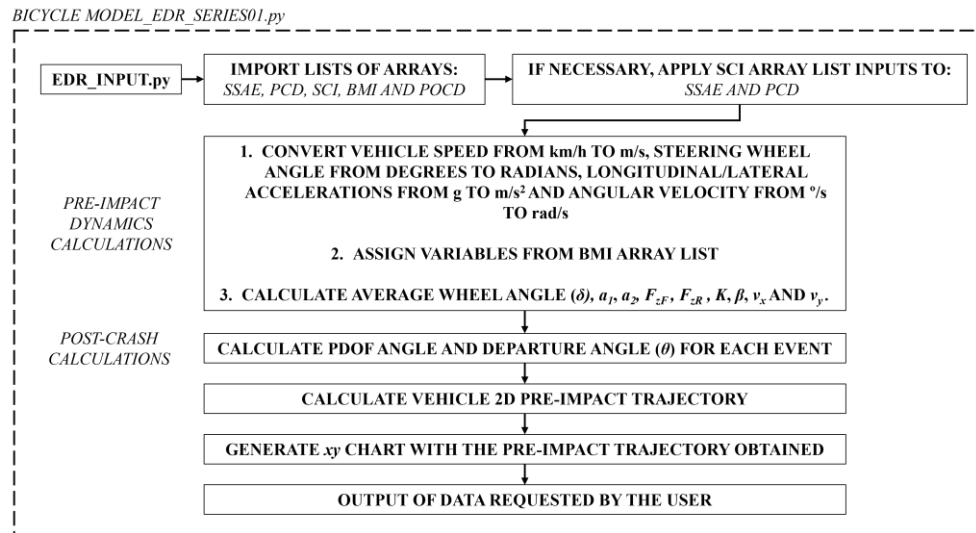 BICYCLE MODEL_EDR_SERIES01.py
EDR_INPUT.py
IMPORT LISTS OF ARRAYS:
SSAE, PCD, SCI, BMI AND POCD
IF NECESSARY, APPLY SCI ARRAY LIST INPUTS TO:
SSAE AND PCD
PRE-IMPACT
DYNAMICS
CALCULATIONS
1. CONVERT VEHICLE SPEED FROM km/h TO m/s, STEERING WHEEL
ANGLE FROM DEGREES TO RADIANS, LONGITUDINAL/LATERAL
ACCELERATIONS FROM g TO m/s² AND ANGULAR VELOCITY FROM º/s
TO rad/s
2. ASSIGN VARIABLES FROM BMI ARRAY LIST
3. CALCULATE AVERAGE WHEEL ANGLE (δ), a₁, a₂, F_zF, F_zR, K, β, v_x AND v_y.
POST-CRASH
CALCULATIONS
CALCULATE PDOF ANGLE AND DEPARTURE ANGLE (θ) FOR EACH EVENT
CALCULATE VEHICLE 2D PRE-IMPACT TRAJECTORY
GENERATE xy CHART WITH THE PRE-IMPACT TRAJECTORY OBTAINED
OUTPUT OF DATA REQUESTED BY THE USER